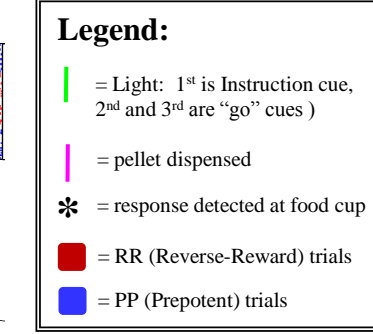 Legend:
= Light:  1st is Instruction cue,
2nd and 3rd are “go” cues )
= pellet dispensed
* = response detected at food cup
= RR (Reverse-Reward) trials
= PP (Prepotent) trials